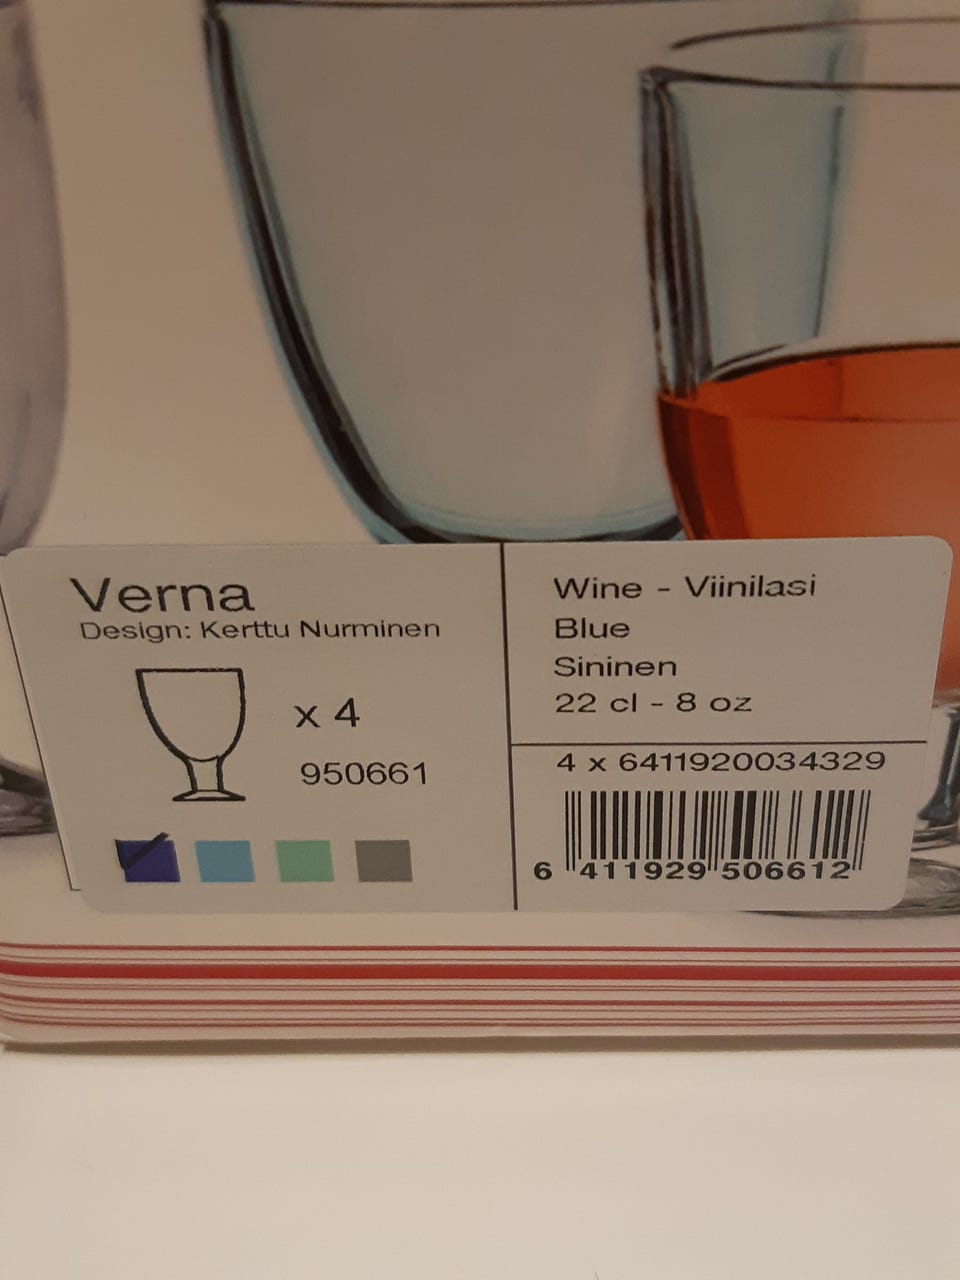 Verna
Design: Kerttu Nurminen
x 4
950661
Wine - Viinilasi
Blue
Sininen
22 cl - 8 oz
4 x 6411920034329
6 411929 506612